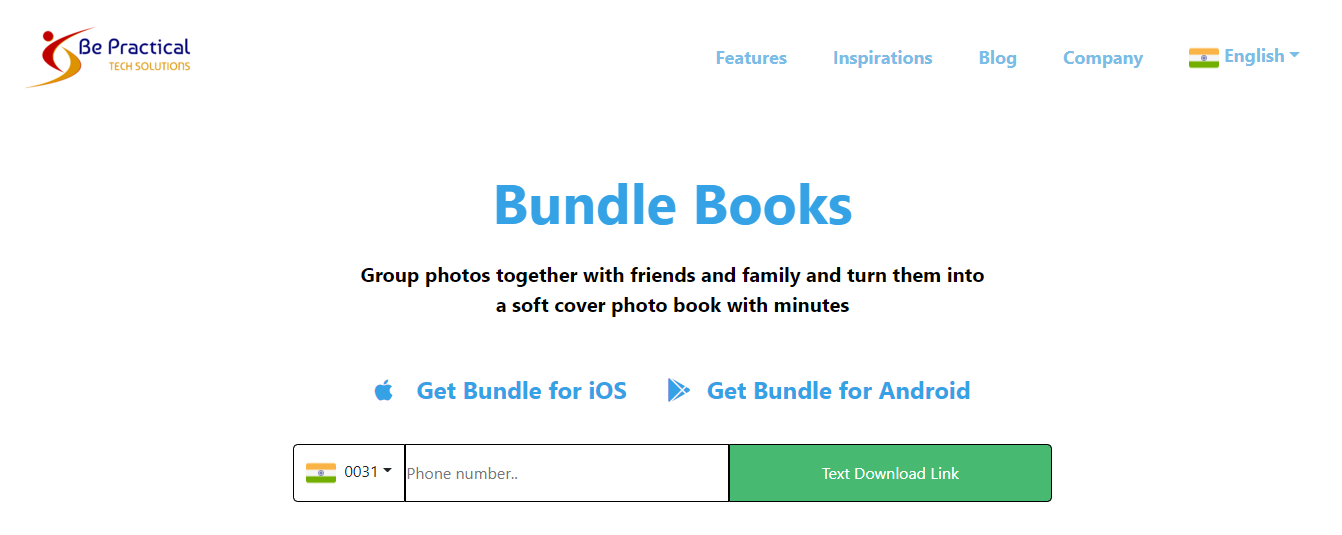 Be Practical
TECH SOLUTIONS
Features Inspirations Blog Company English
Bundle Books
Group photos together with friends and family and turn them into
a soft cover photo book with minutes
Get Bundle for iOS Get Bundle for Android
0031 Phone number.. Text Download Link